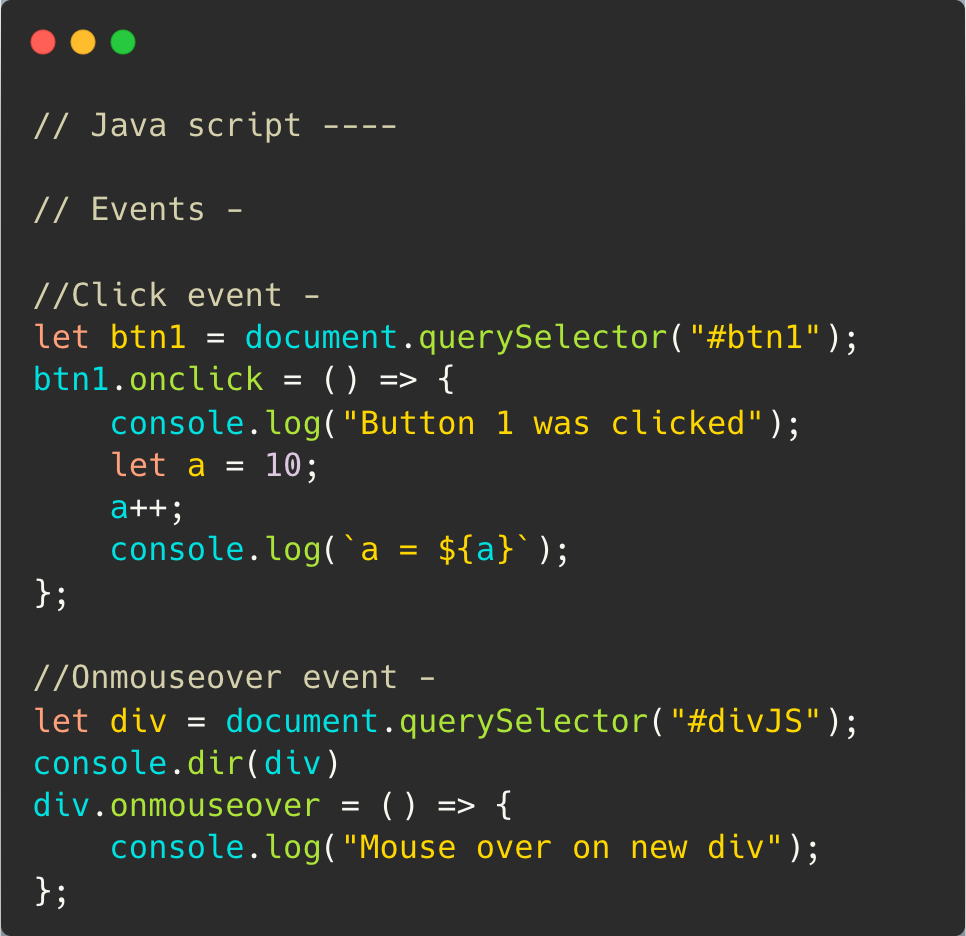 // Java script ----
// Events -
//Click event -
let btn1 = document.querySelector("#btn1");
btn1.onclick = () => {
    console.log("Button 1 was clicked");
    let a = 10;
    a++;
    console.log(`a = ${a}`);
};
//Onmouseover event -
let div = document.querySelector("#divJS");
console.dir(div)
div.onmouseover = () => {
    console.log("Mouse over on new div");
};